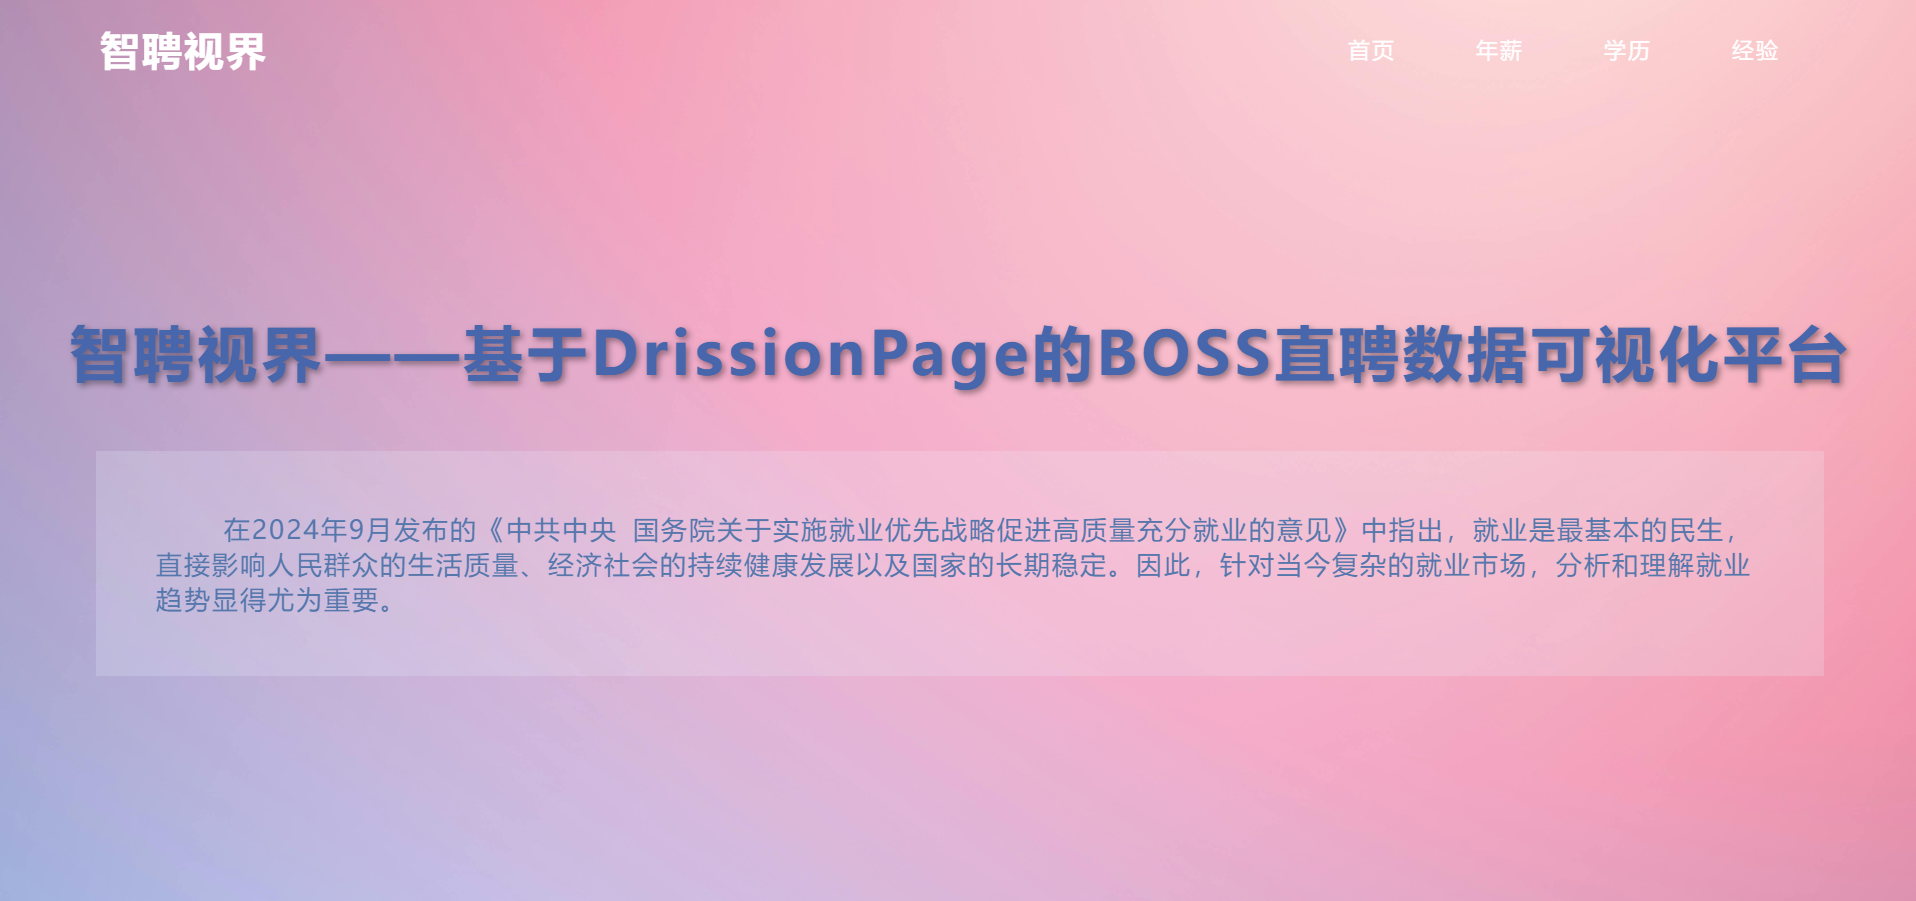 智聘视界
首页 年薪 学历 经验
智聘视界——基于DrissionPage的BOSS直聘数据可视化平台
在2024年9月发布的《中共中央 国务院关于实施就业优先战略促进高质量充分就业的意见》中指出，就业是最基本的民生，
直接影响人民群众的生活质量、经济社会的持续健康发展以及国家的长期稳定。因此，针对当今复杂的就业市场，分析和理解就业
趋势显得尤为重要。